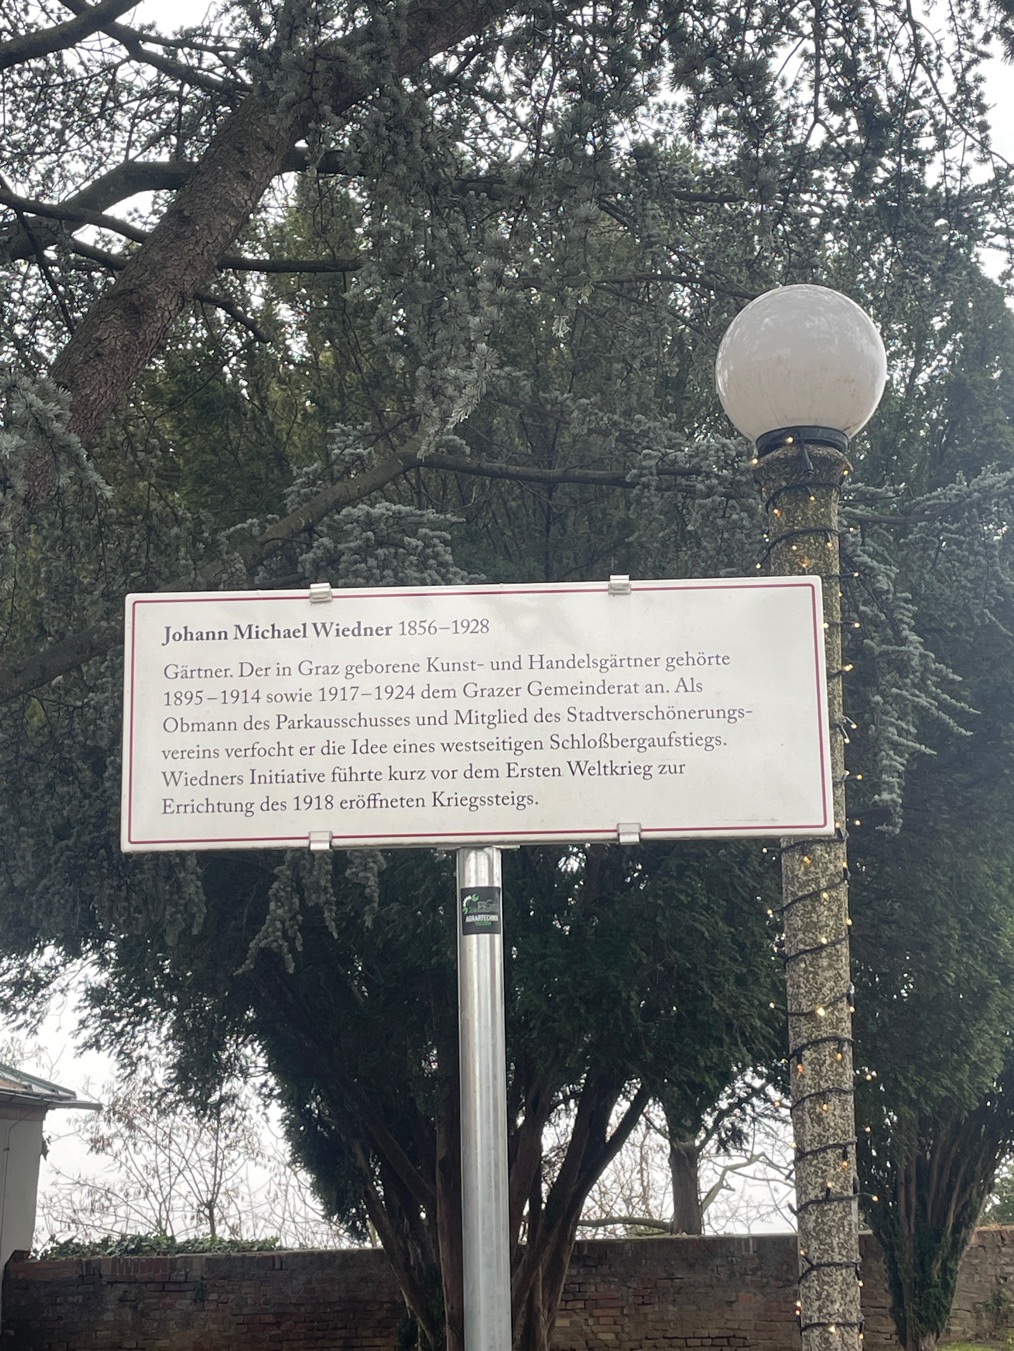 Johann Michael Wiedner 1856–1928
Gärtner. Der in Graz geborene Kunst- und Handelsgärtner gehörte
1895–1914 sowie 1917–1924 dem Grazer Gemeinderat an. Als
Obmann des Parkausschusses und Mitglied des Stadtverschönerungs-
vereins verfocht er die Idee eines westseitigen Schloßbergaufstiegs.
Wiedners Initiative führte kurz vor dem Ersten Weltkrieg zur
Errichtung des 1918 eröffneten Kriegssteigs.
AGRARTECHNIK